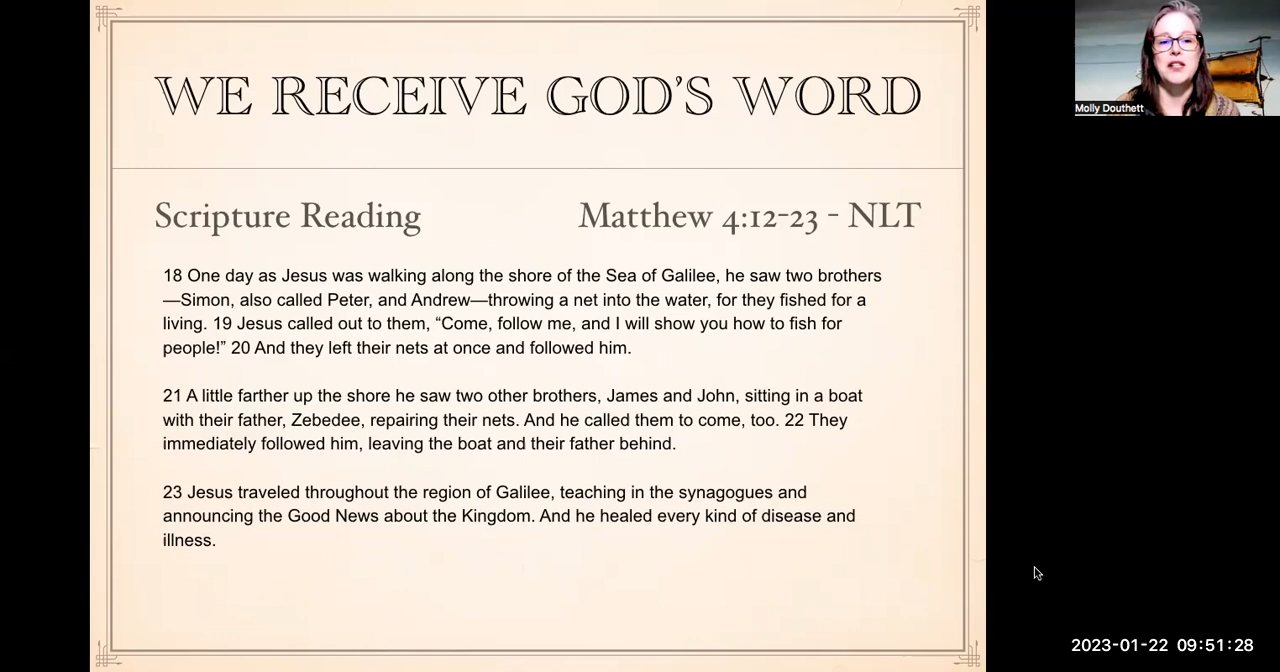 WE RECEIVE GOD’S WORD
Scripture Reading
Matthew 4:12-23 - NLT
18 One day as Jesus was walking along the shore of the Sea of Galilee, he saw two brothers
—Simon, also called Peter, and Andrew—throwing a net into the water, for they fished for a
living. 19 Jesus called out to them, “Come, follow me, and I will show you how to fish for
people!” 20 And they left their nets at once and followed him.
21 A little farther up the shore he saw two other brothers, James and John, sitting in a boat
with their father, Zebedee, repairing their nets. And he called them to come, too. 22 They
immediately followed him, leaving the boat and their father behind.
23 Jesus traveled throughout the region of Galilee, teaching in the synagogues and
announcing the Good News about the Kingdom. And he healed every kind of disease and
illness.
Molly Douthett
2023-01-22 09:51:28